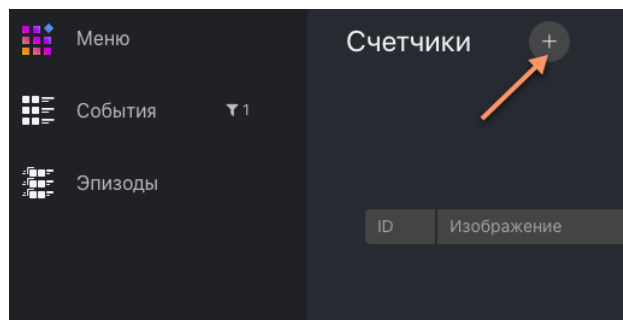 Меню
Счетчики +
События 1
Эпизоды
ID Изображение